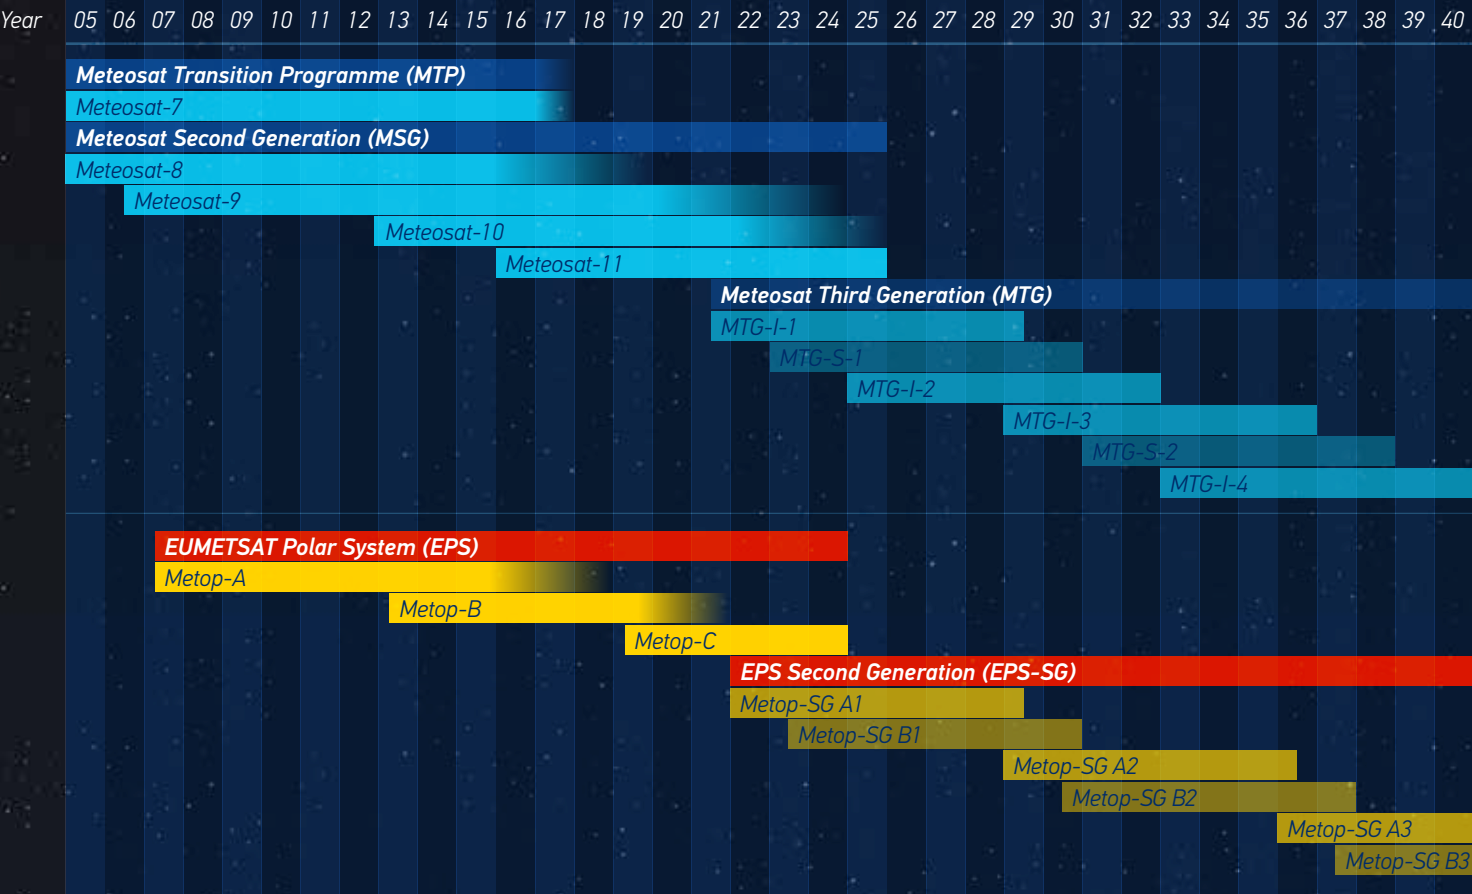 Year 05 06 07 08 09 10 11 12 13 14 15 16 17 18 19 20 21 22 23 24 25 26 27 28 29 30 31 32 33 34 35 36 37 38 39 40
Meteosat Transition Programme (MTP)
Meteosat-7
Meteosat Second Generation (MSG)
Meteosat-8
Meteosat-9
Meteosat-10
Meteosat-11
Meteosat Third Generation (MTG)
MTG-I-1
MTG-S-1
MTG-I-2
MTG-I-3
MTG-S-2
MTG-I-4
EUMETSAT Polar System (EPS)
Metop-A
Metop-B
Metop-C
EPS Second Generation (EPS-SG)
Metop-SG A1
Metop-SG B1
Metop-SG A2
Metop-SG B2
Metop-SG A3
Metop-SG B3